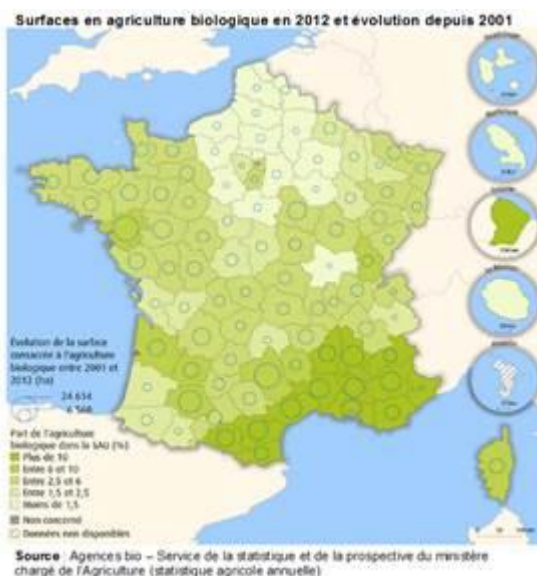 Surfaces en agriculture biologique en 2012 et évolution depuis 2001
Évolution de la surface
consacrée à l'agriculture
biologique entre 2001 et
2012 (ha)
24 614
6 568
Part de l'agriculture
biologique dans la SAU (%)
Plus de 10
Entre 6 et 10
Entre 2,5 et 6
Entre 1,5 et 2,5
Moins de 1,5
Non concerné
Données non disponibles
Source : Agences bio – Service de la statistique et de la prospective du ministère
chargé de l'Agriculture (statistique agricole annuelle)